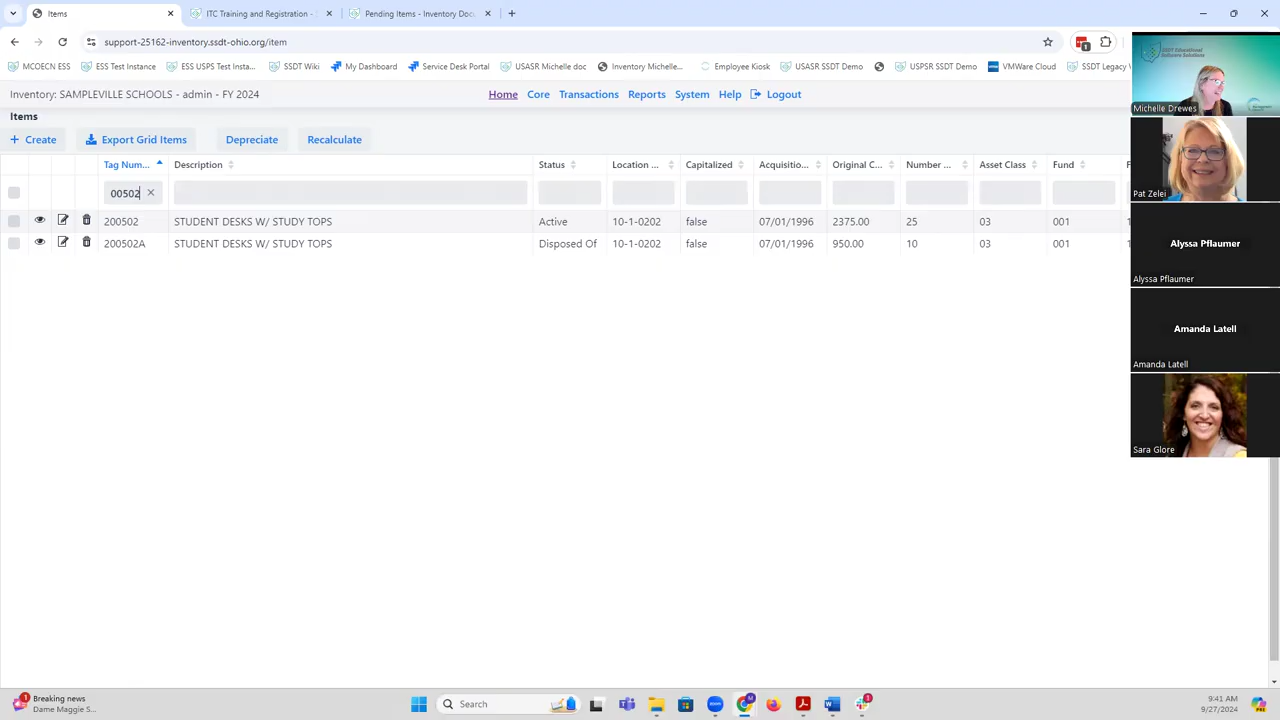 Items
ITC Training and Registration -
Pending Items - Inventory Doc
support-25162-inventory.ssdt-ohio.org/item
MCOECN ESS
ESS Test Instance
ESS USPS Test Insta...
SSDT Wiki
My Dashboard
Service Desk
USASR Michelle
Inventory Michelle...
Employee Kiosk
USASR SSDT Demo
USPSR SSDT Demo
VMWare Cloud
SSDT Legacy
Inventory: SAMPLEVILLE SCHOOLS - admin - FY 2024
Home Core Transactions Reports System Help Logout
Items
+ Create Export Grid Items Depreciate Recalculate
Tag Num... Description Status Location ... Capitalized Acquisitio... Original C... Number ... Asset Class Fund
00502
200502 STUDENT DESKS W/ STUDY TOPS Active 10-1-0202 false 07/01/1996 2375.00 25 03 001
200502A STUDENT DESKS W/ STUDY TOPS Disposed Of 10-1-0202 false 07/01/1996 950.00 10 03 001
SSDT Educational
Software Solutions
Michelle Drewes
Pat Zelei
Alyssa Pflaumer
Alyssa Pflaumer
Amanda Latell
Amanda Latell
Sara Glore
1
Breaking news
Dame Maggie S...
Search
9:41 AM
9/27/2024